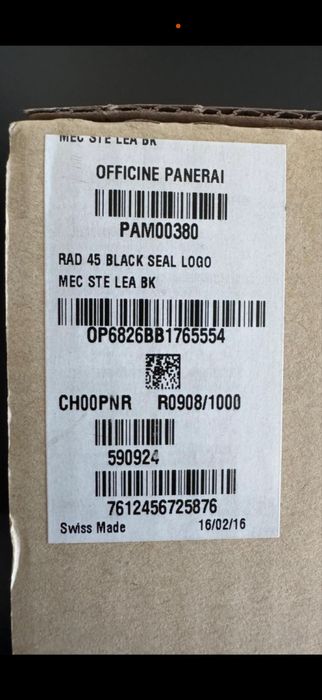 MEC STE LEA BK
OFFICINE PANERAI
PAM00380
RAD 45 BLACK SEAL LOGO
MEC STE LEA BK
OP6826BB1765554
CH00PNR R0908/1000
590924
7612456725876
Swiss Made 16/02/16